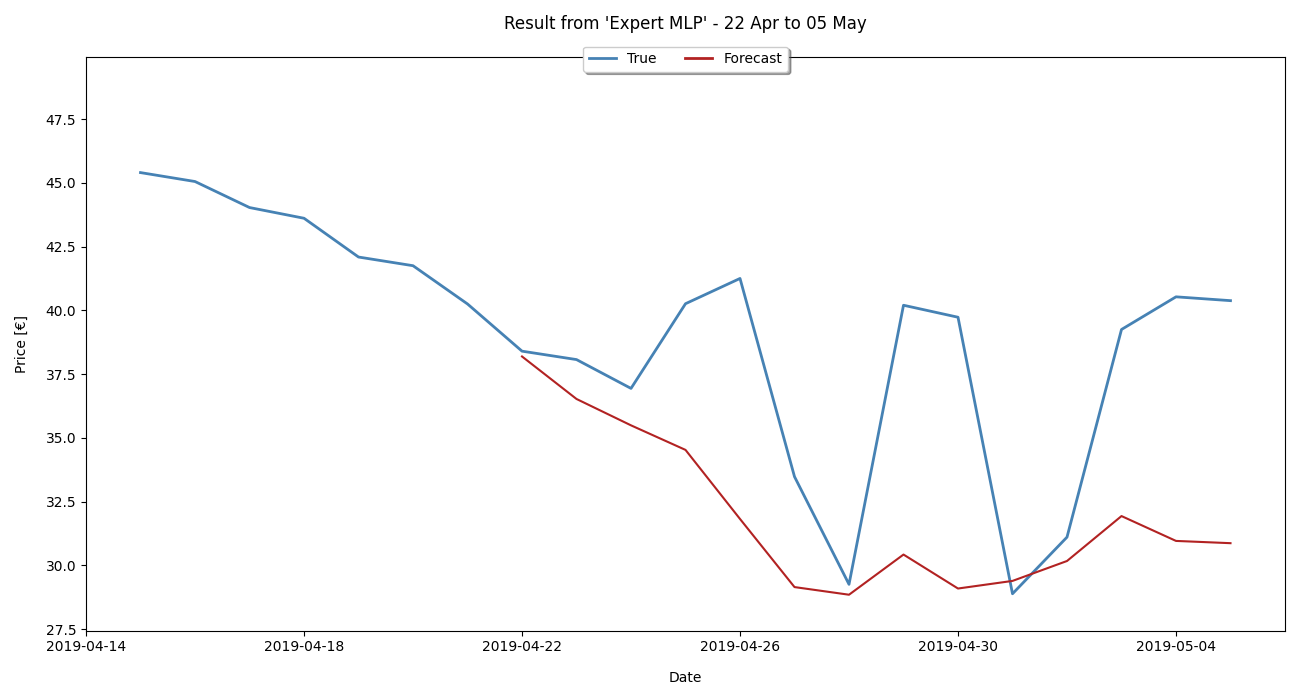 Result from 'Expert MLP' - 22 Apr to 05 May
True Forecast
47.5
45.0
42.5
40.0
37.5
35.0
32.5
30.0
27.5
Price [€]
2019-04-14 2019-04-18 2019-04-22 2019-04-26 2019-04-30 2019-05-04
Date